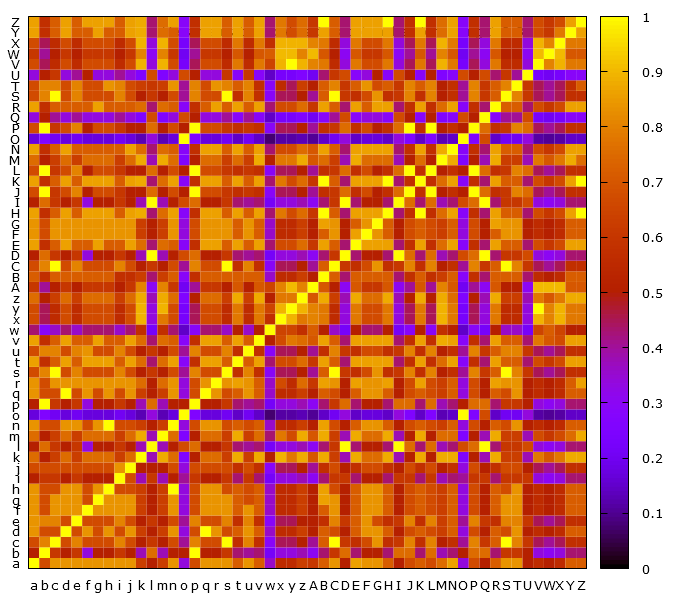 Z
Y
X
W
V
U
T
S
R
Q
P
O
N
M
L
K
J
I
H
G
F
E
D
C
B
A
z
y
x
w
v
u
t
s
r
q
p
o
n
m
l
k
j
i
h
g
f
e
d
c
b
a
a b c d e f g h i j k l m n o p q r s t u v w x y z A B C D E F G H I J K L M N O P Q R S T U V W X Y Z
1
0.9
0.8
0.7
0.6
0.5
0.4
0.3
0.2
0.1
0